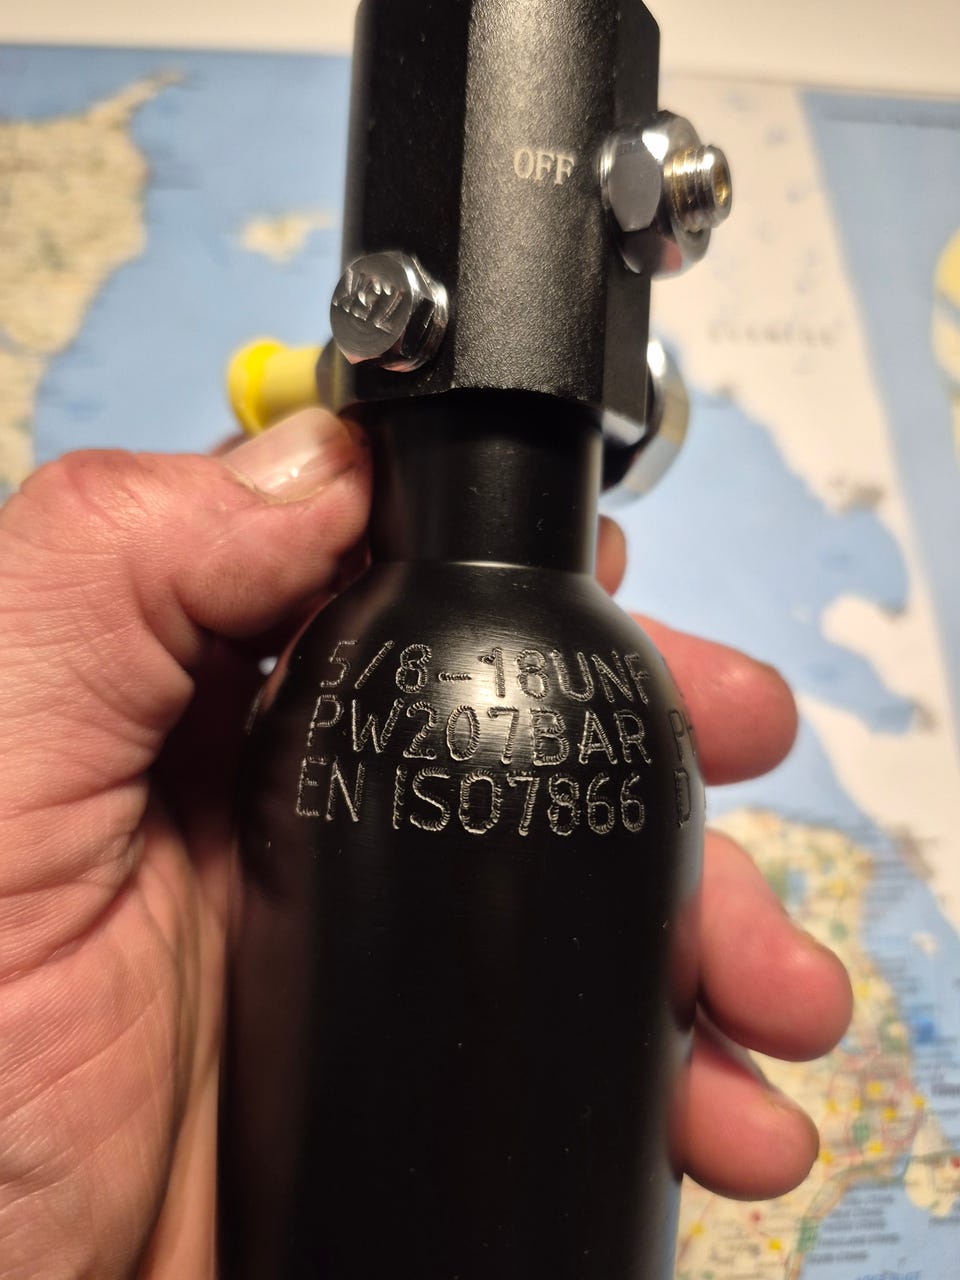 OFF
5/8-18UNF
PW207BAR
EN ISO7866 D